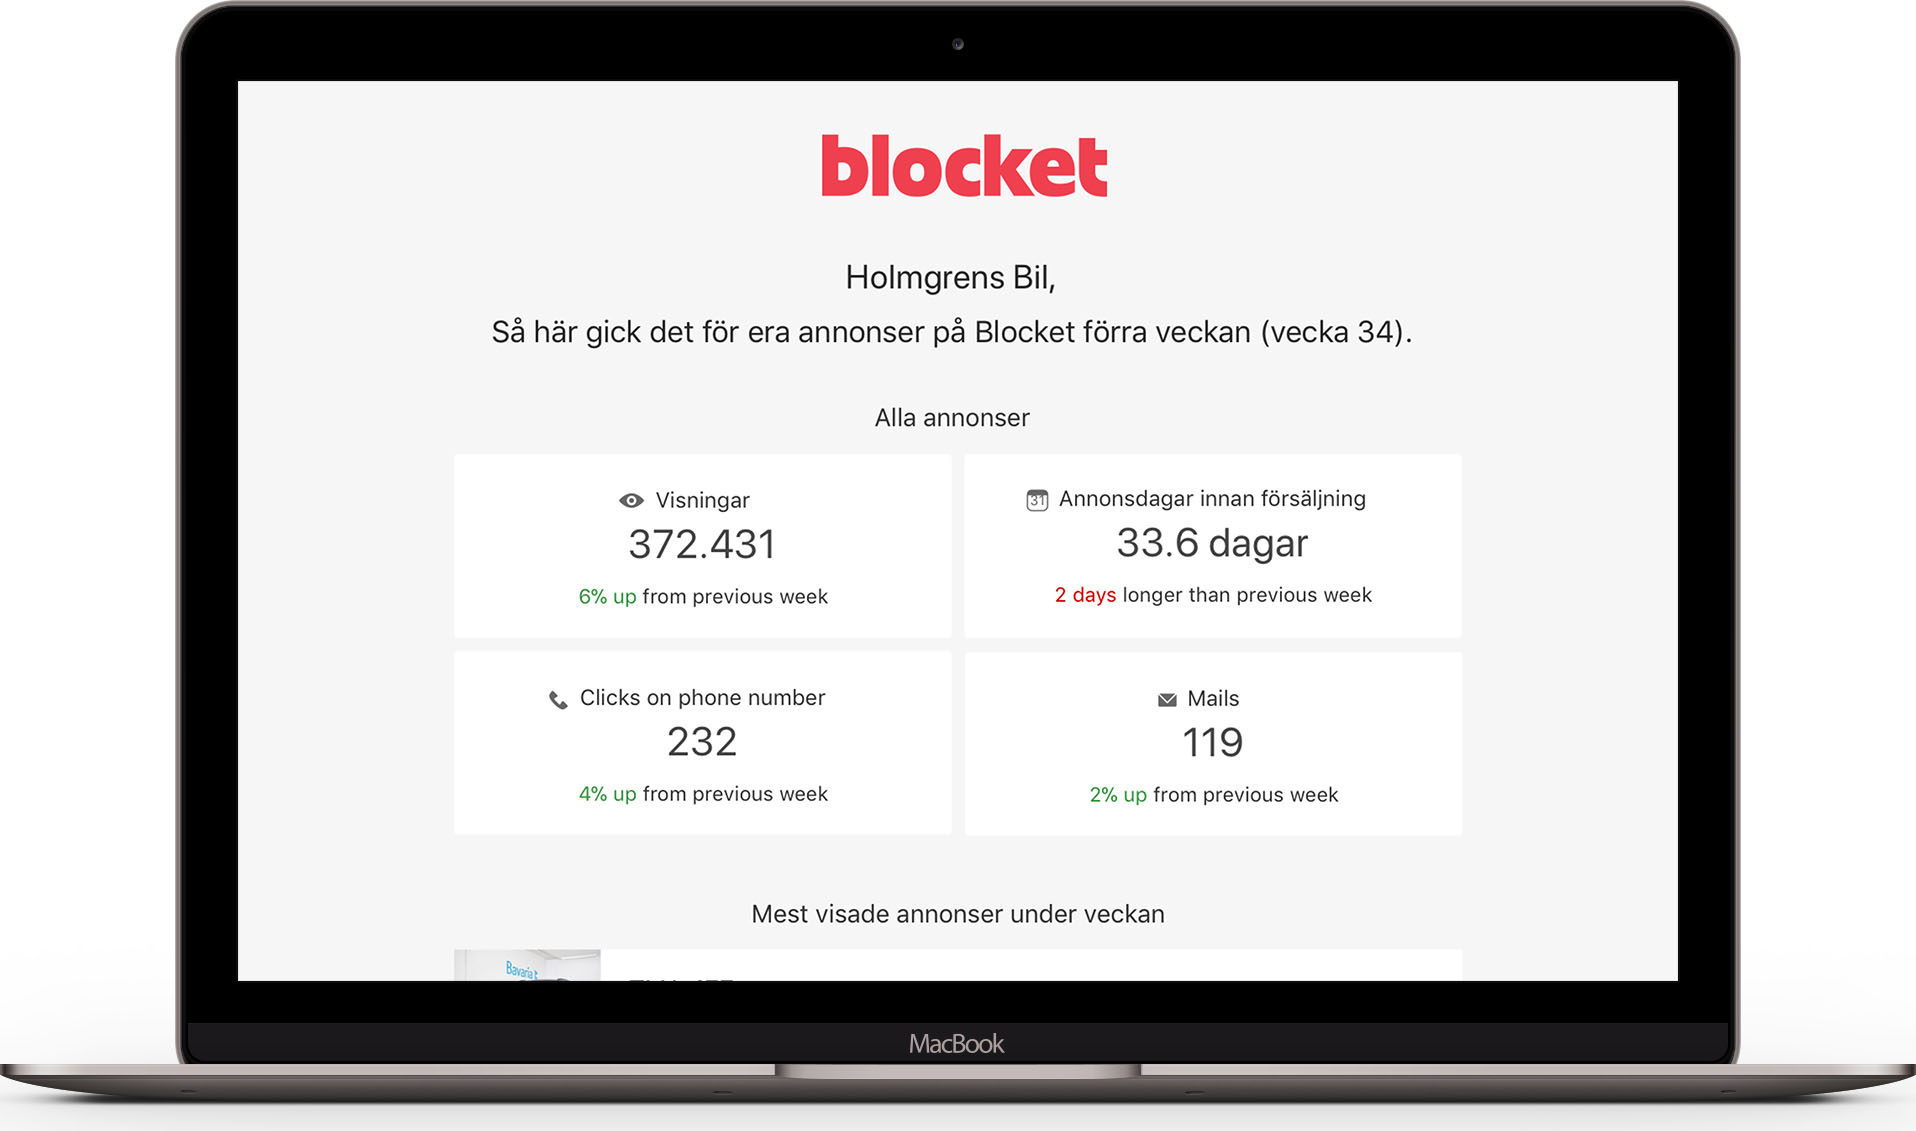 blocket
Holmgrens Bil,
Så här gick det för era annonser på Blocket förra veckan (vecka 34).
Alla annonser
Visningar
372.431
6% up from previous week
31 Annonsdagar innan försäljning
33.6 dagar
2 days longer than previous week
Clicks on phone number
232
4% up from previous week
Mails
119
2% up from previous week
Mest visade annonser under veckan
Bavaria
MacBook